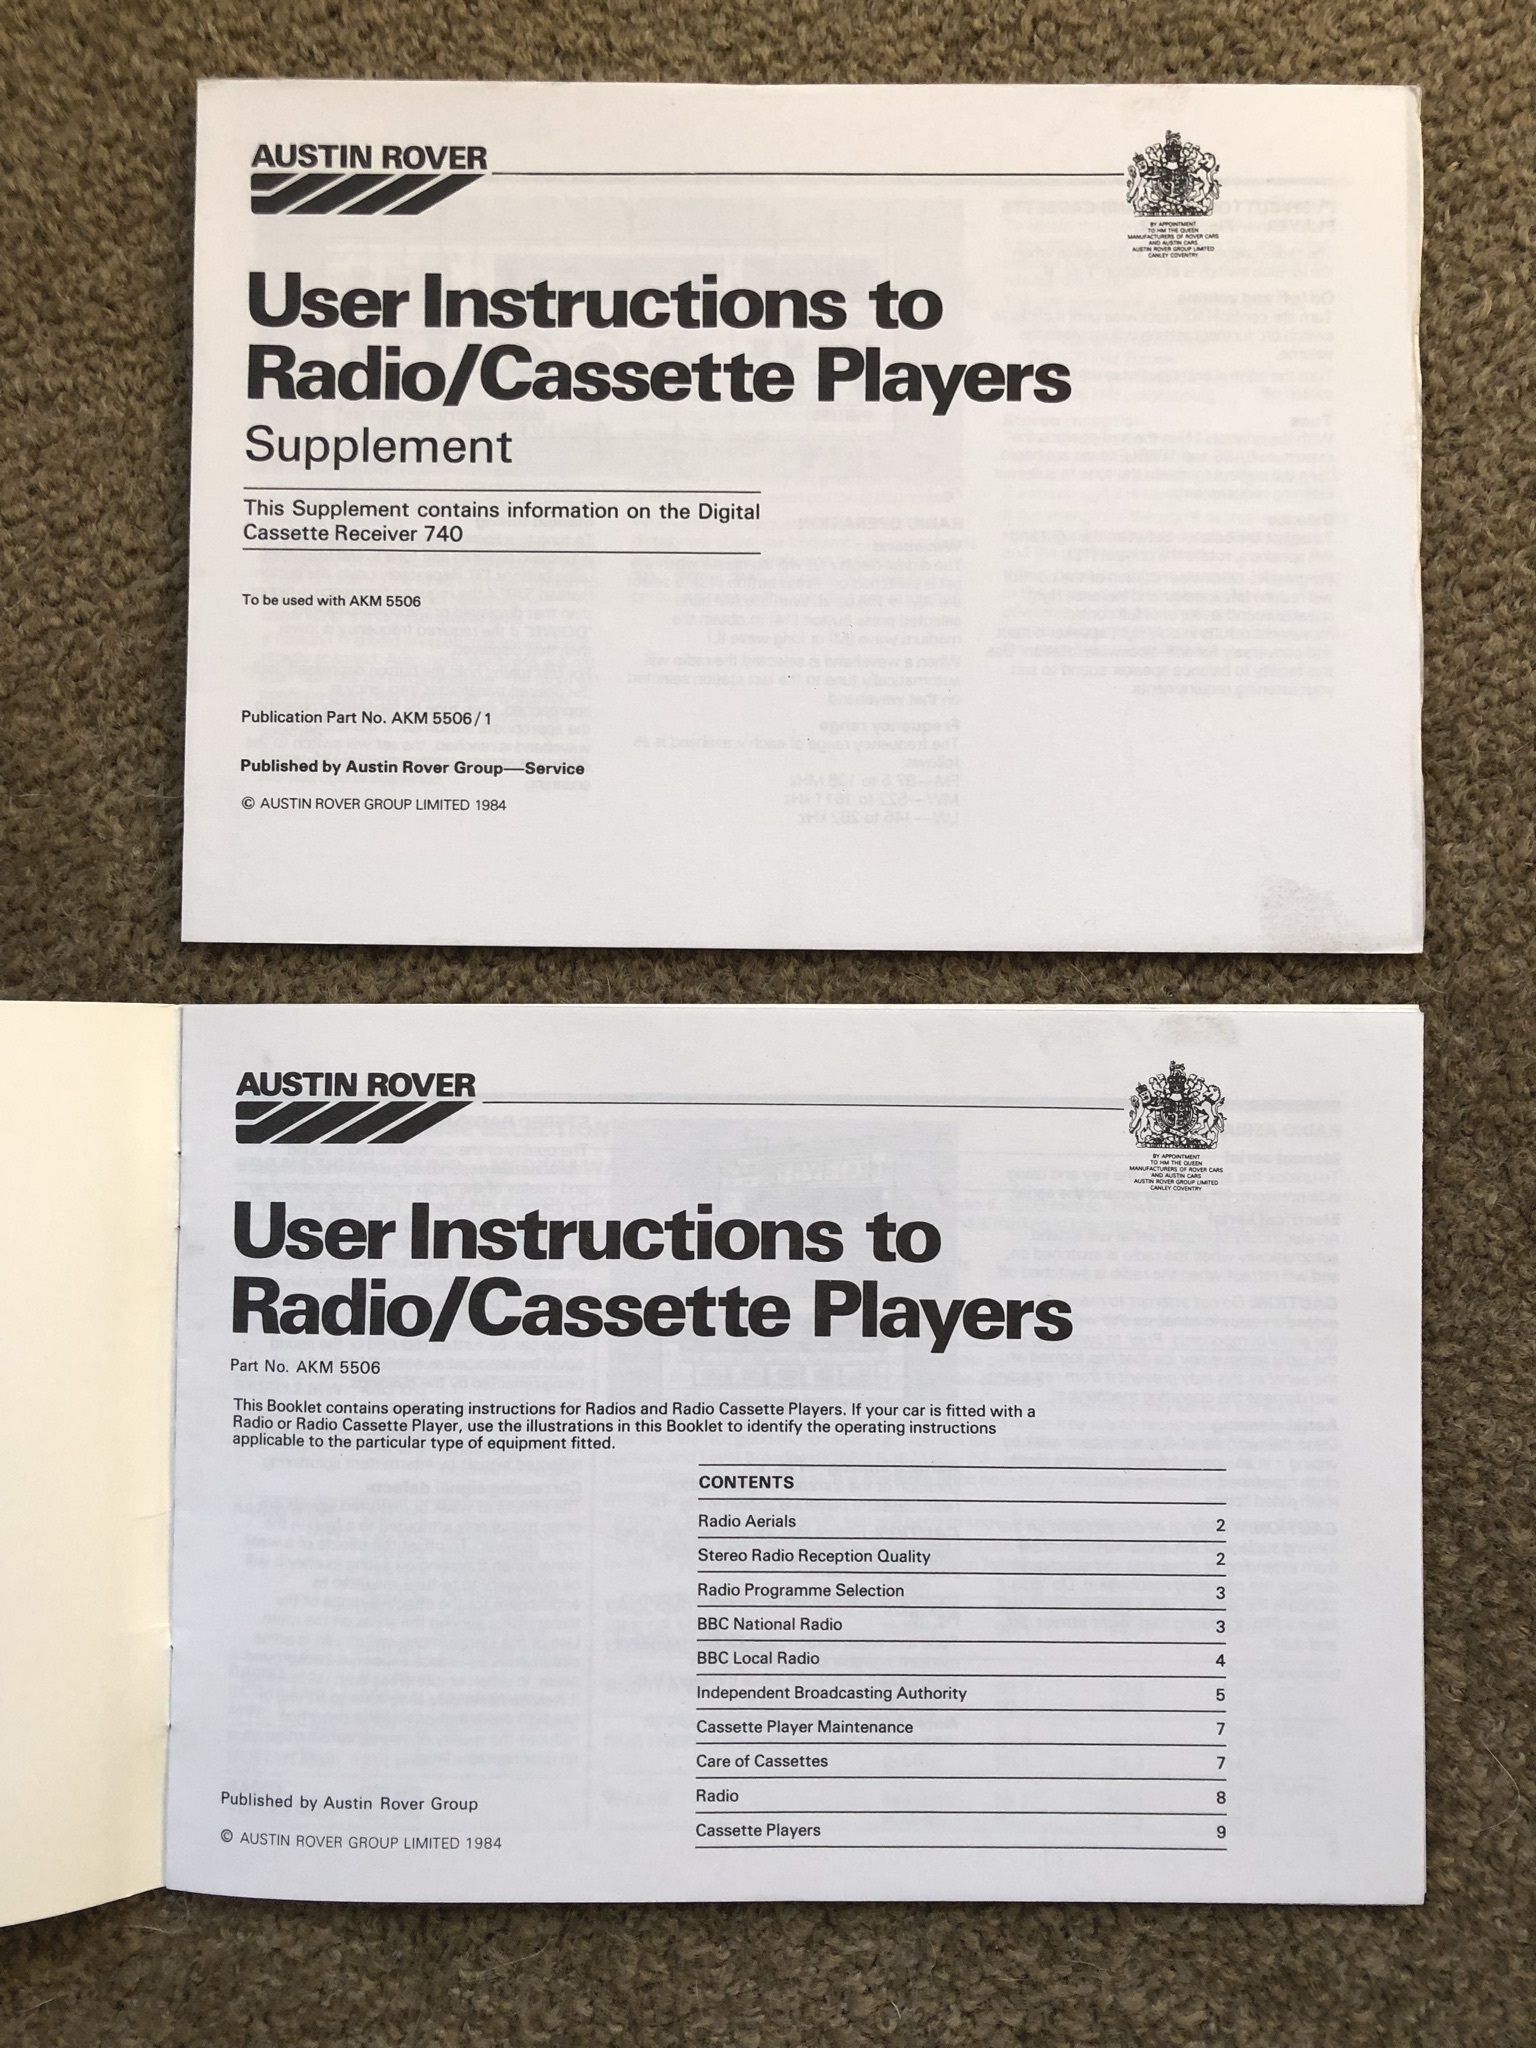 AUSTIN ROVER
BY APPOINTMENT
TO HM THE QUEEN
MANUFACTURERS OF ROVER CARS
AND AUSTIN CARS
AUSTIN ROVER GROUP LIMITED
CANLEY COVENTRY
User Instructions to
Radio/Cassette Players
Supplement
This Supplement contains information on the Digital
Cassette Receiver 740
To be used with AKM 5506
Publication Part No. AKM 5506/1
Published by Austin Rover Group—Service
© AUSTIN ROVER GROUP LIMITED 1984
AUSTIN ROVER
BY APPOINTMENT
TO HM THE QUEEN
MANUFACTURERS OF ROVER CARS
AND AUSTIN CARS
AUSTIN ROVER GROUP LIMITED
CANLEY COVENTRY
User Instructions to
Radio/Cassette Players
Part No. AKM 5506
This Booklet contains operating instructions for Radios and Radio Cassette Players. If your car is fitted with a
Radio or Radio Cassette Player, use the illustrations in this Booklet to identify the operating instructions
applicable to the particular type of equipment fitted.
CONTENTS
Radio Aerials 2
Stereo Radio Reception Quality 2
Radio Programme Selection 3
BBC National Radio 3
BBC Local Radio 4
Independent Broadcasting Authority 5
Cassette Player Maintenance 7
Care of Cassettes 7
Radio 8
Cassette Players 9
Published by Austin Rover Group
© AUSTIN ROVER GROUP LIMITED 1984